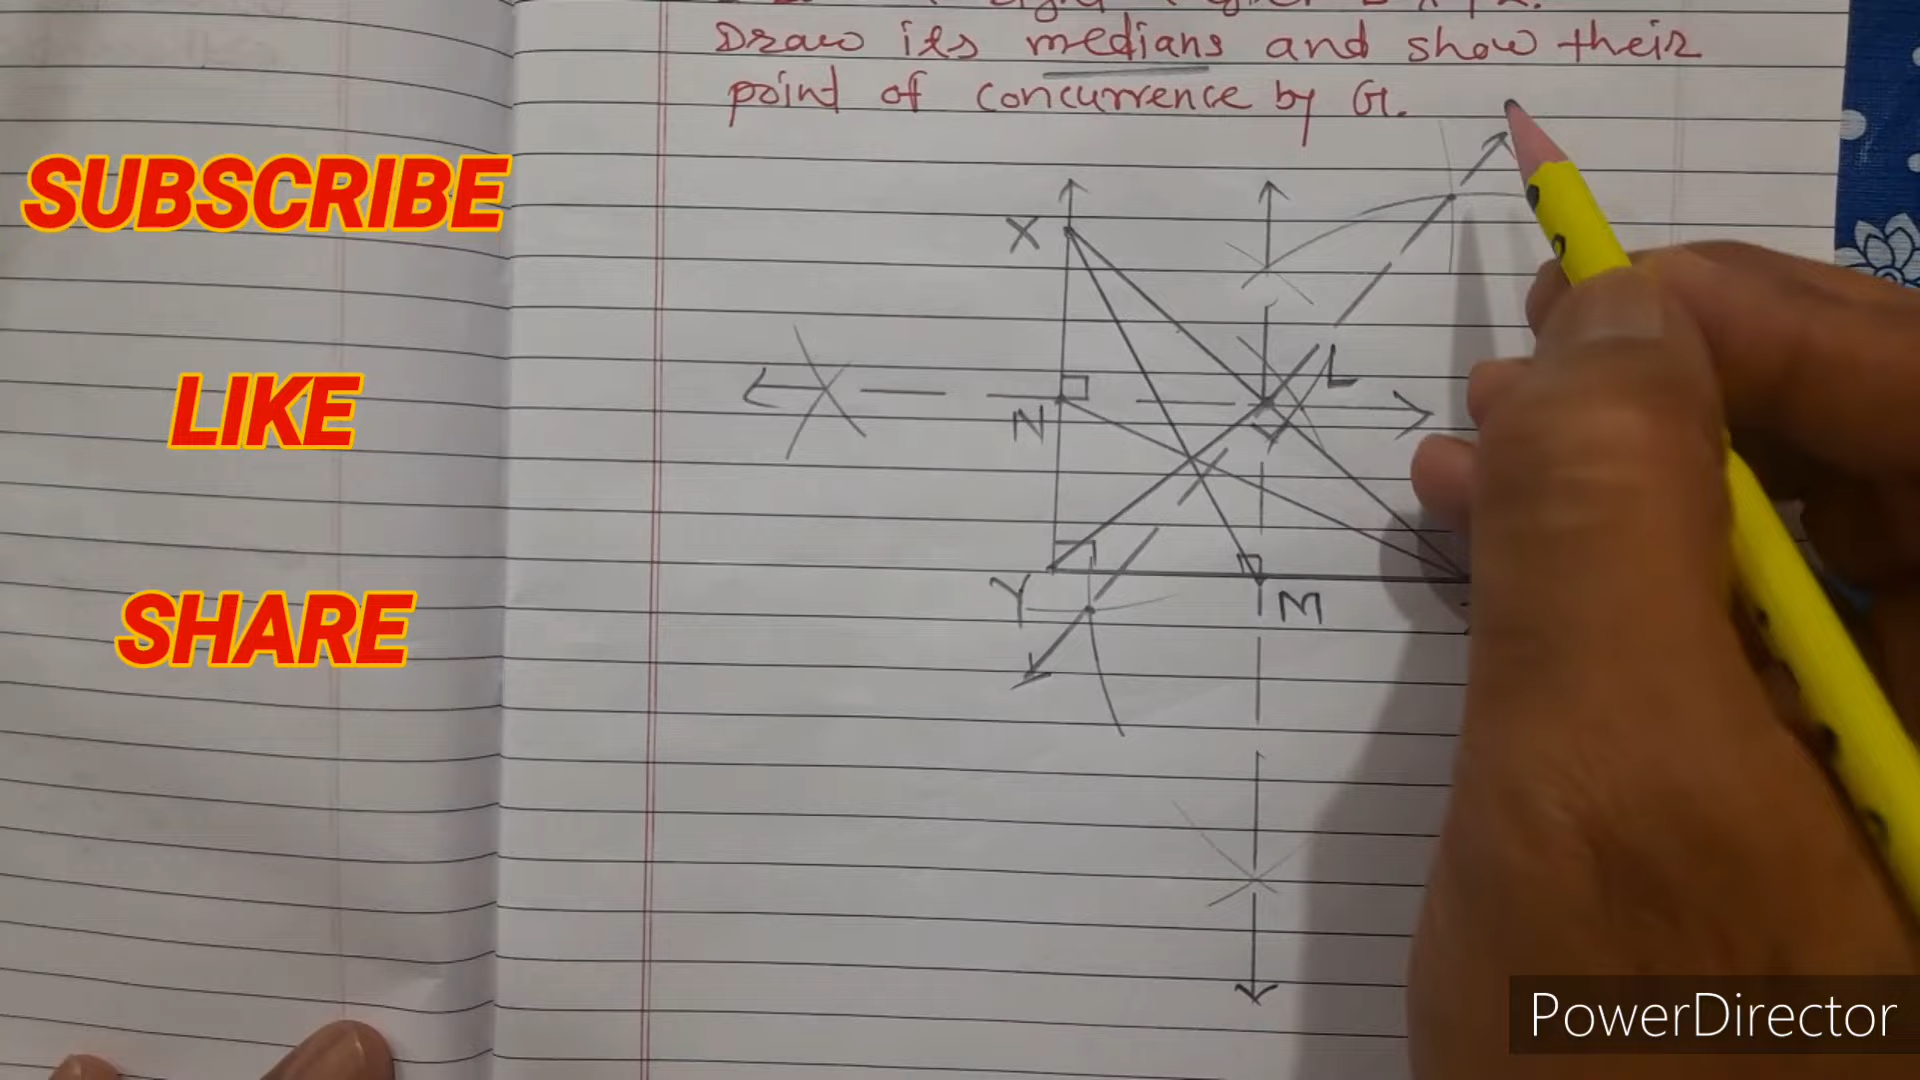 Draw its medians and show their
point of concurrence by G.
SUBSCRIBE
LIKE
SHARE
X
L
N
Y
M
PowerDirector